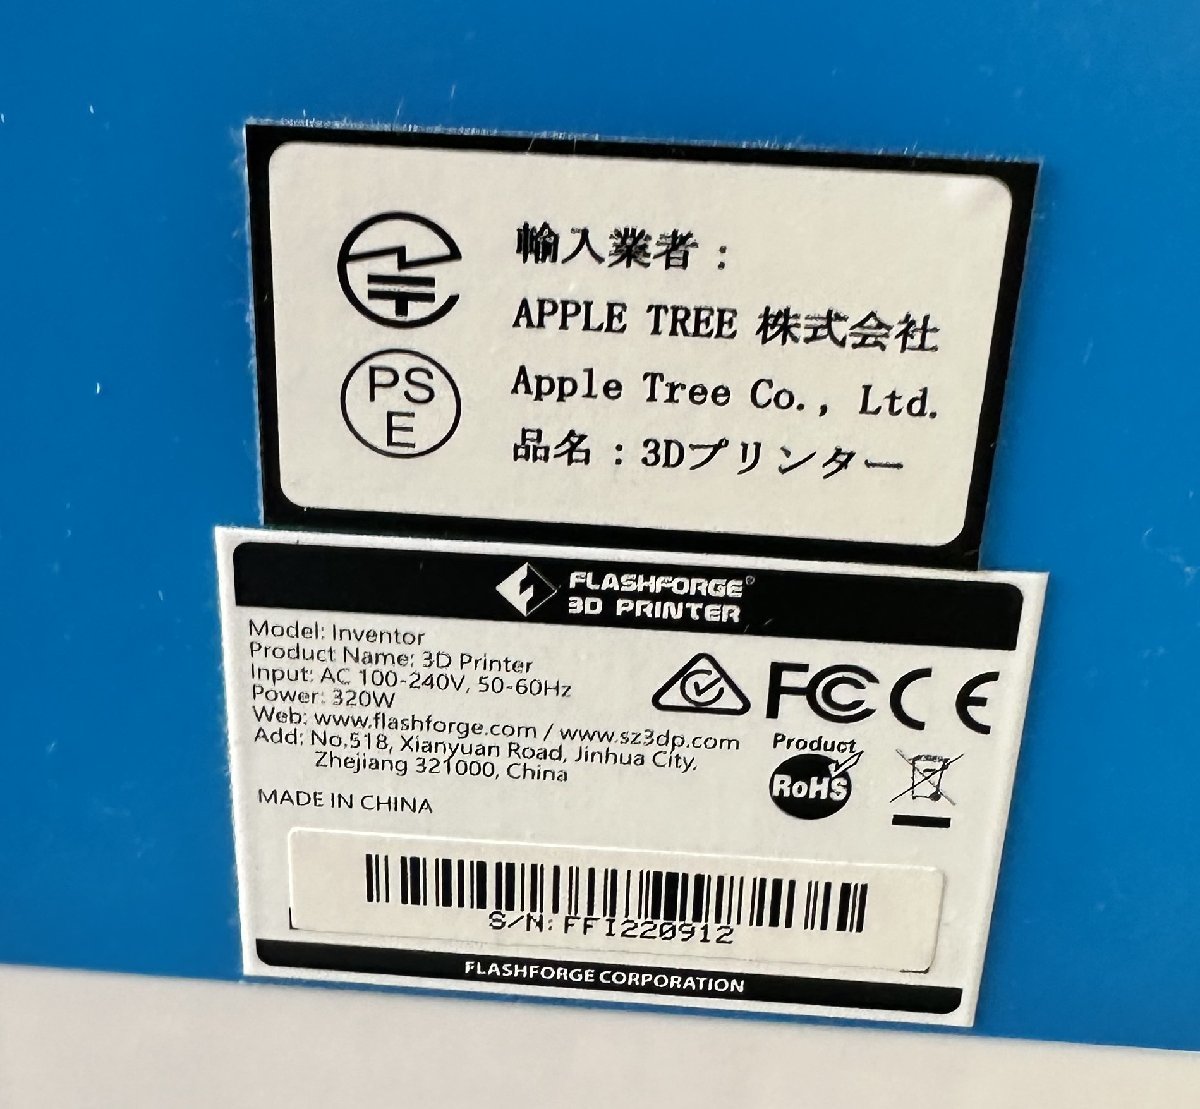 輸入業者：
APPLE TREE 株式会社
Apple Tree Co., Ltd.
品名：3Dプリンター
PS
E
FLASHFORGE®
3D PRINTER
Model: Inventor
Product Name: 3D Printer
Input: AC 100-240V, 50-60Hz
Power: 320W
Web: www.flashforge.com / www.sz3dp.com
Add: No.518, Xianyuan Road, Jinhua City,
Zhejiang 321000, China
MADE IN CHINA
FC CE
Product
RoHS
S/N: FFI220912
FLASHFORGE CORPORATION